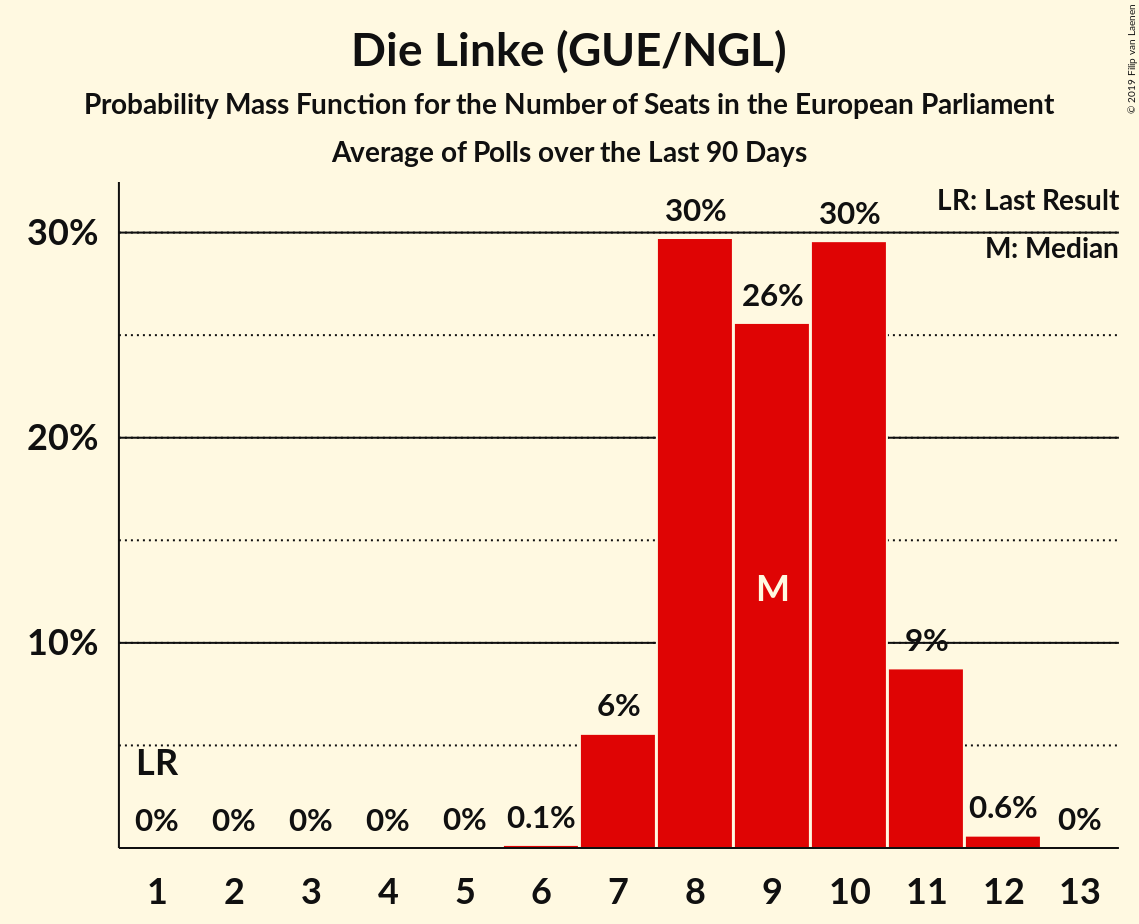 Die Linke (GUE/NGL)
Probability Mass Function for the Number of Seats in the European Parliament
Average of Polls over the Last 90 Days
© 2019 Filip van Laenen
LR: Last Result
M: Median
30%
20%
10%
LR
0%
0%
0%
0%
0%
0.1%
6%
30%
26%
30%
9%
0.6%
0%
M
1 2 3 4 5 6 7 8 9 10 11 12 13